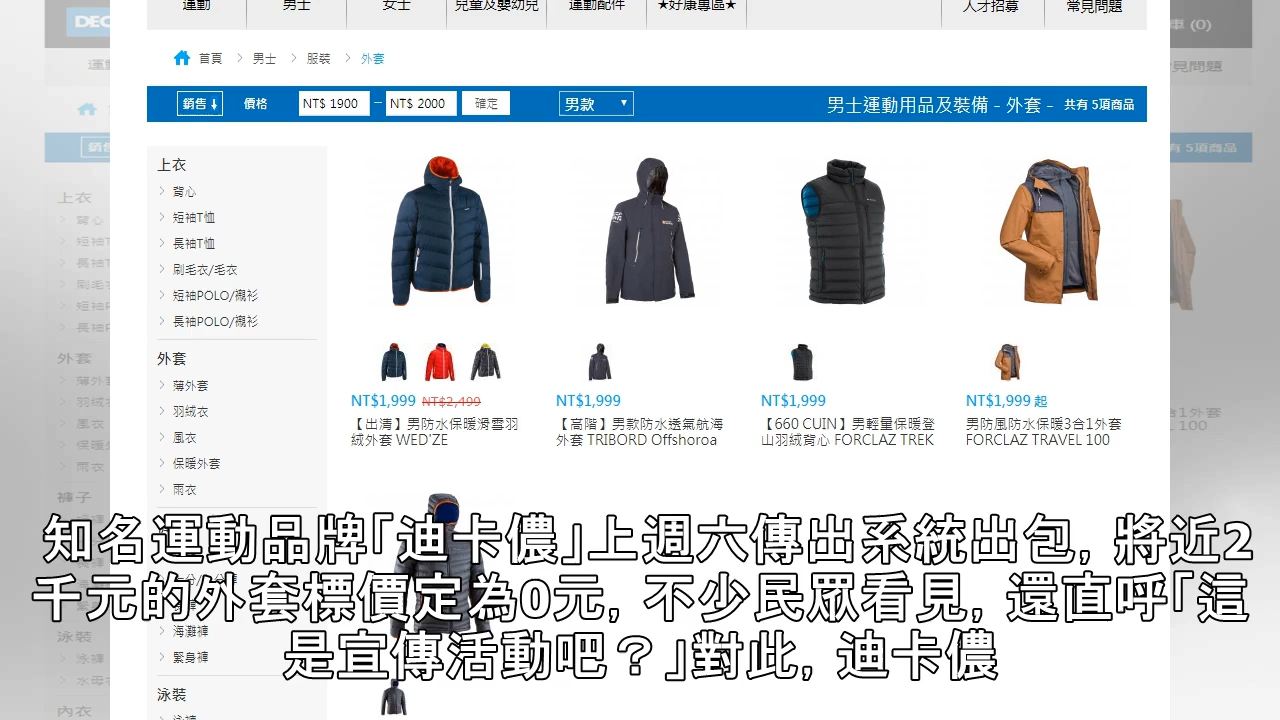 運動 男士 女士 兒童及嬰幼兒 運動配件 ★好康專區★ 人才招募 常見問題
首頁 > 男士 > 服裝 > 外套
銷售↓ 價格 NT$ 1900 – NT$ 2000 確定 男款 ▼ 男士運動用品及裝備 - 外套 - 共有 5項商品
上衣
> 背心
> 短袖T恤
> 長袖T恤
> 刷毛衣/毛衣
> 短袖POLO/襯衫
> 長袖POLO/襯衫
外套
> 薄外套
> 羽絨衣
> 風衣
> 保暖外套
> 雨衣
> 海灘褲
> 緊身褲
泳裝
> 泳褲
NT$1,999 NT$2,499
【出清】男防水保暖滑雪羽
絨外套 WED'ZE
NT$1,999
【高階】男款防水透氣航海
外套 TRIBORD Offshoroa
NT$1,999
【660 CUIN】男輕量保暖登
山羽絨背心 FORCLAZ TREK
NT$1,999 起
男防風防水保暖3合1外套
FORCLAZ TRAVEL 100
知名運動品牌「迪卡儂」上週六傳出系統出包, 將近2
千元的外套標價定為0元, 不少民眾看見, 還直呼「這
是宣傳活動吧？」對此, 迪卡儂